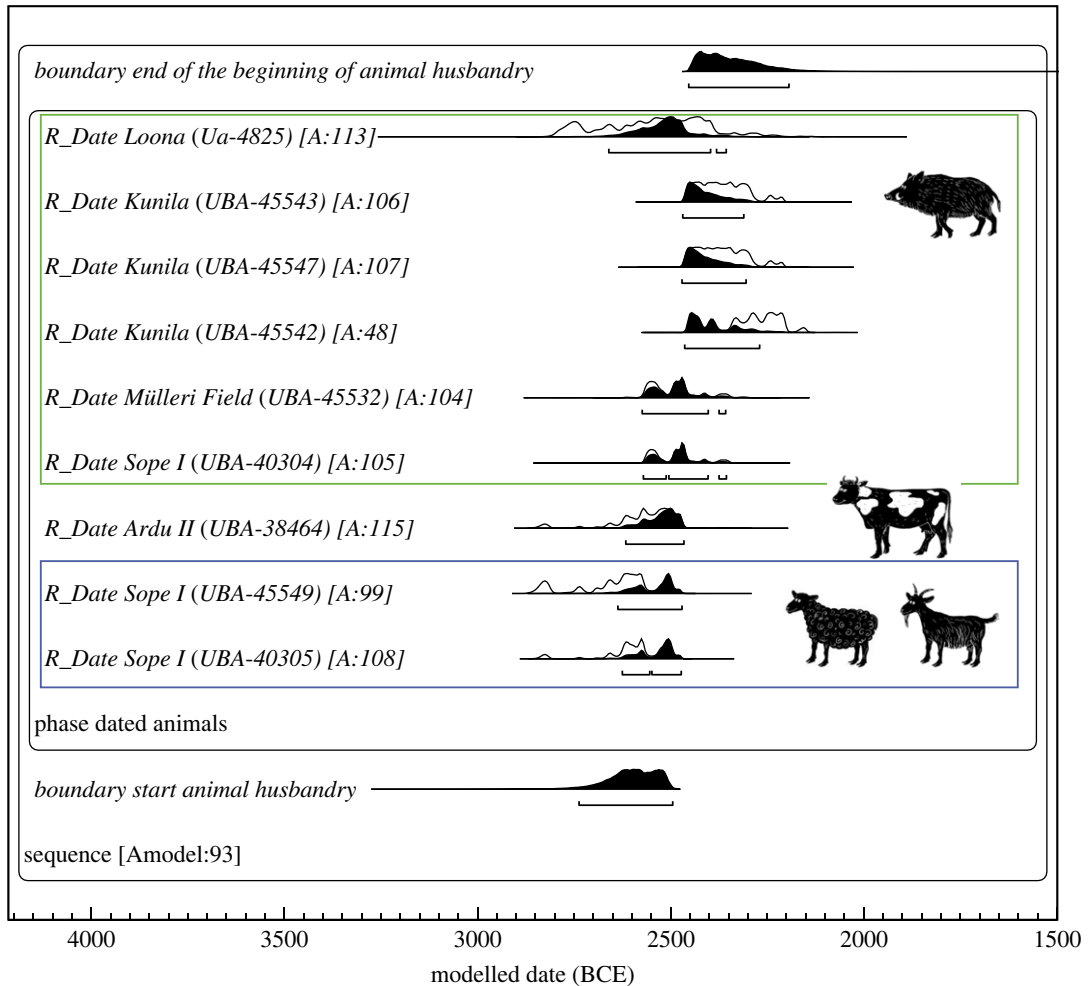 boundary end of the beginning of animal husbandry
R_Date Loona (Ua-4825) [A:113]
R_Date Kunila (UBA-45543) [A:106]
R_Date Kunila (UBA-45547) [A:107]
R_Date Kunila (UBA-45542) [A:48]
R_Date Mülleri Field (UBA-45532) [A:104]
R_Date Sope I (UBA-40304) [A:105]
R_Date Ardu II (UBA-38464) [A:115]
R_Date Sope I (UBA-45549) [A:99]
R_Date Sope I (UBA-40305) [A:108]
phase dated animals
boundary start animal husbandry
sequence [Amodel:93]
4000 3500 3000 2500 2000 1500
modelled date (BCE)